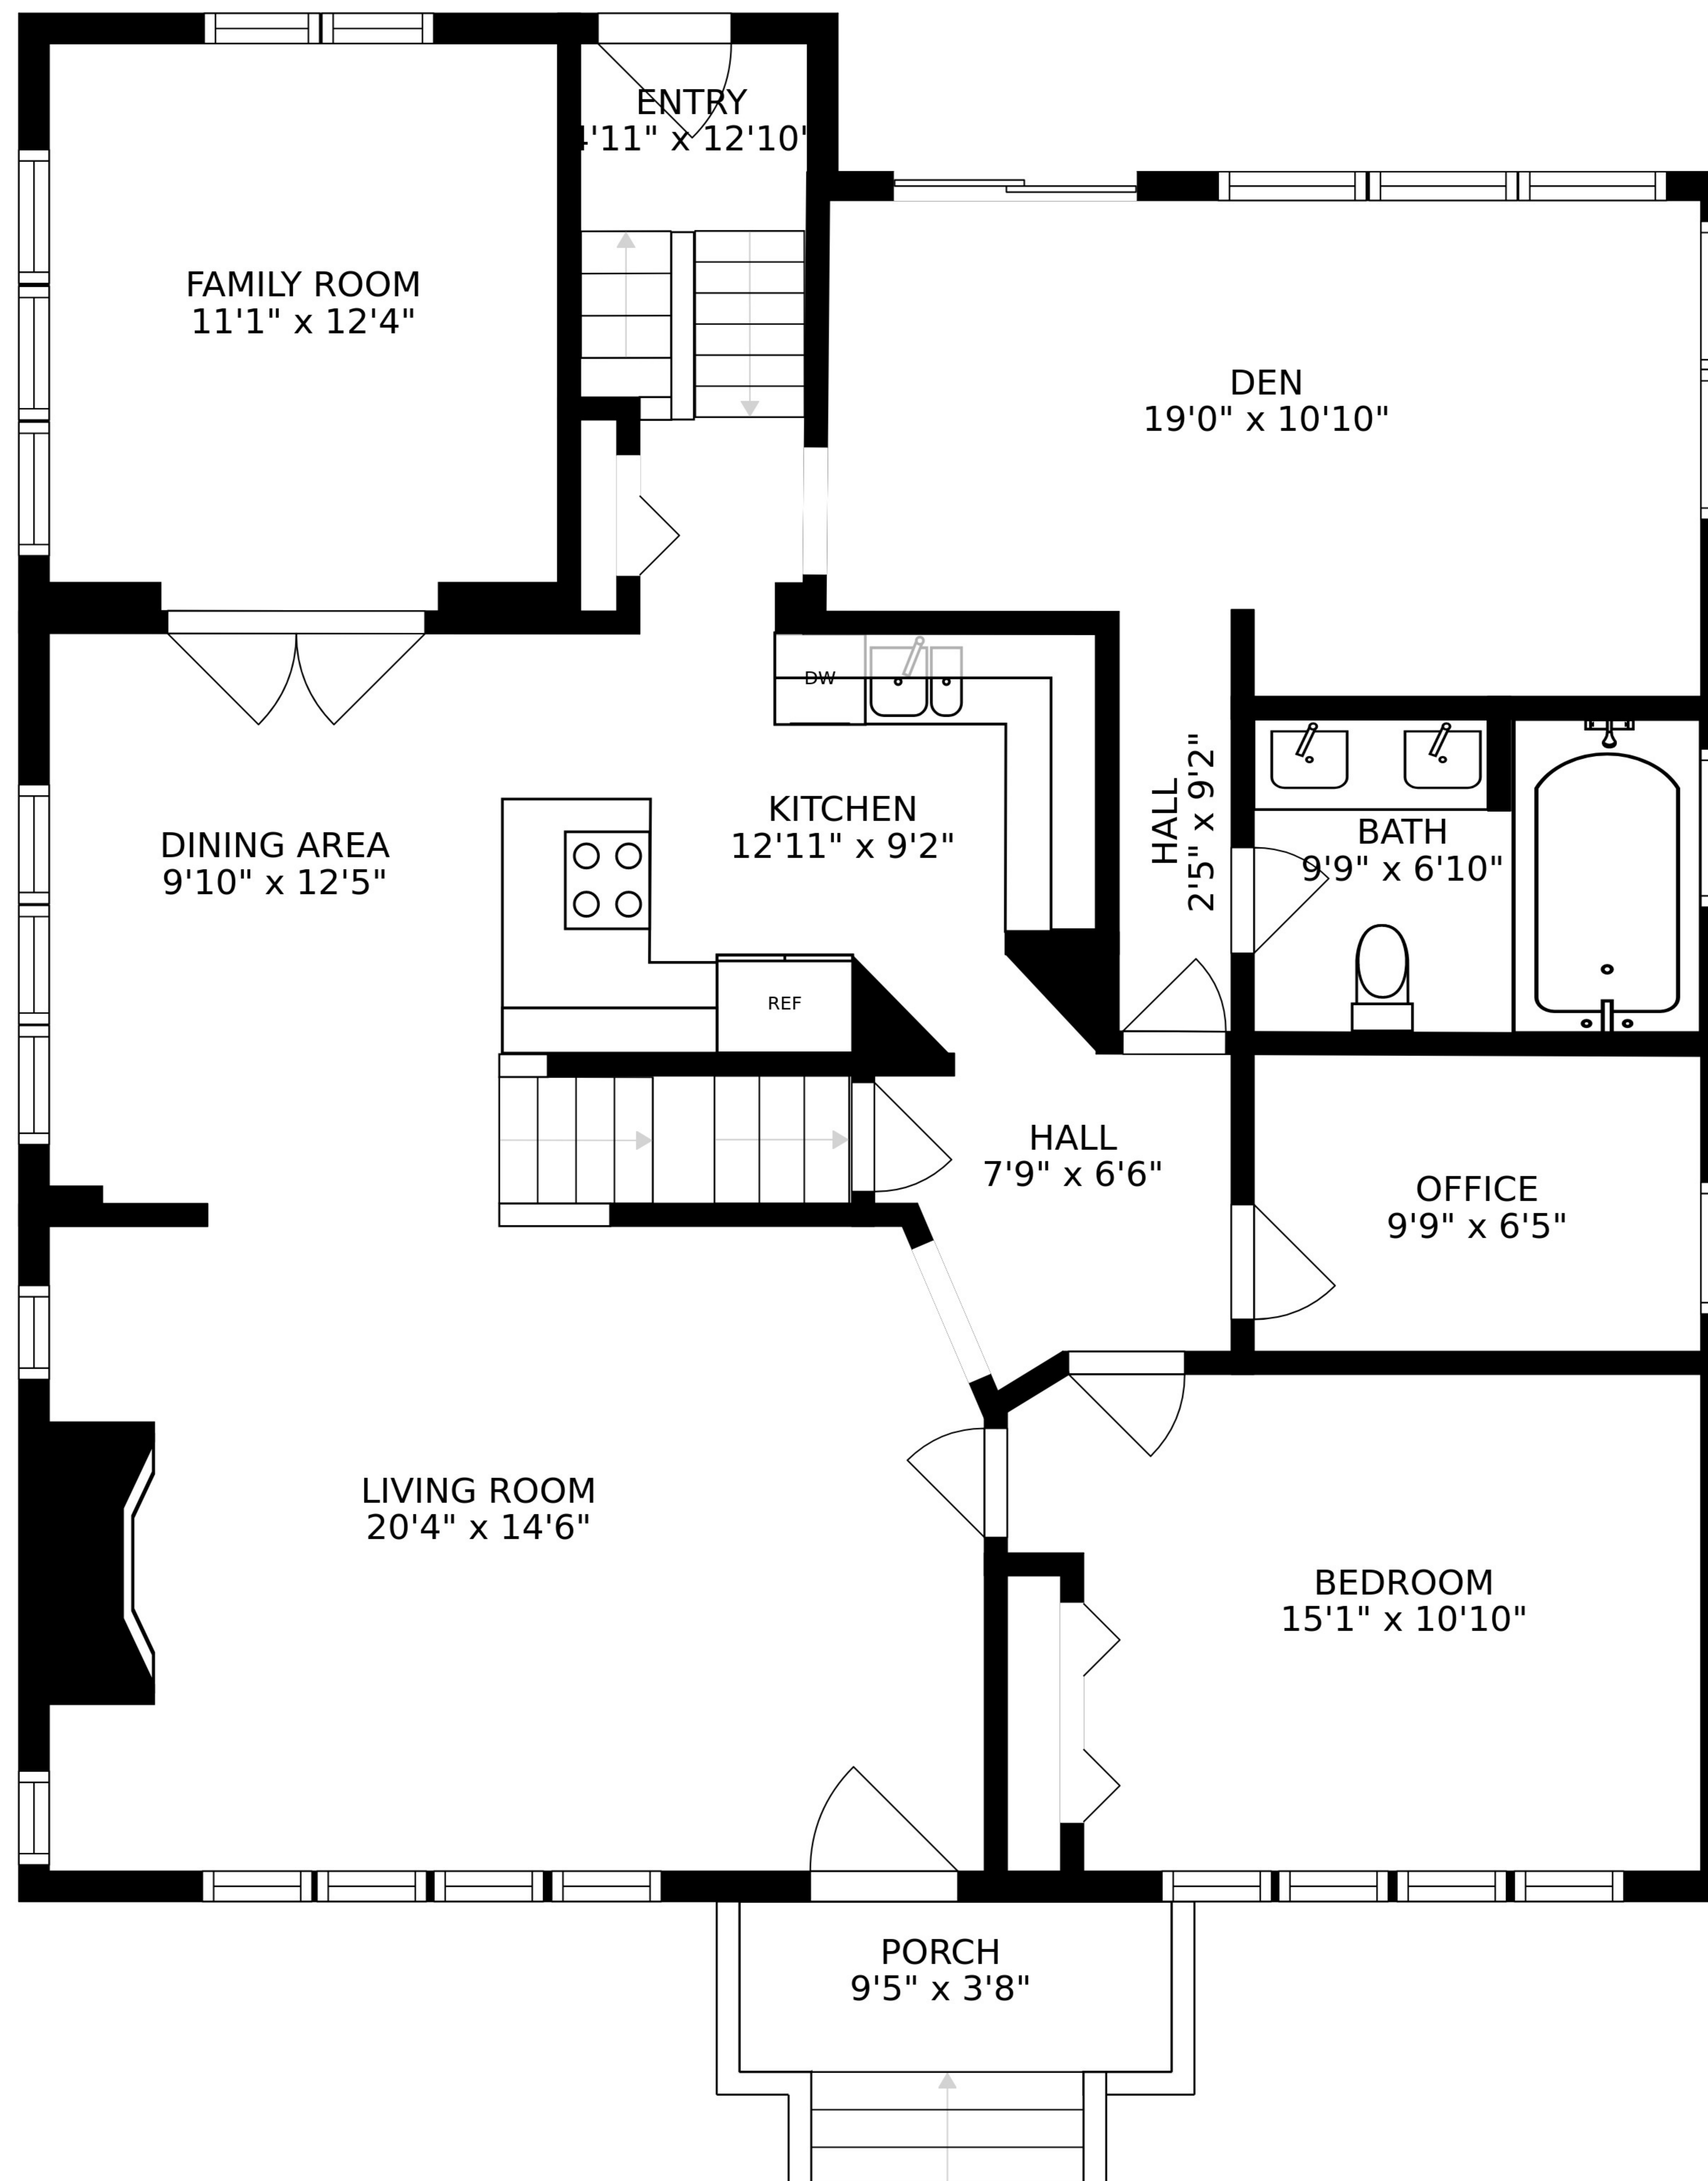 ENTRY
4'11" x 12'10"
FAMILY ROOM
11'1" x 12'4"
DEN
19'0" x 10'10"
DW
KITCHEN
12'11" x 9'2"
HALL
2'5" x 9'2"
BATH
9'9" x 6'10"
DINING AREA
9'10" x 12'5"
REF
HALL
7'9" x 6'6"
OFFICE
9'9" x 6'5"
LIVING ROOM
20'4" x 14'6"
BEDROOM
15'1" x 10'10"
PORCH
9'5" x 3'8"